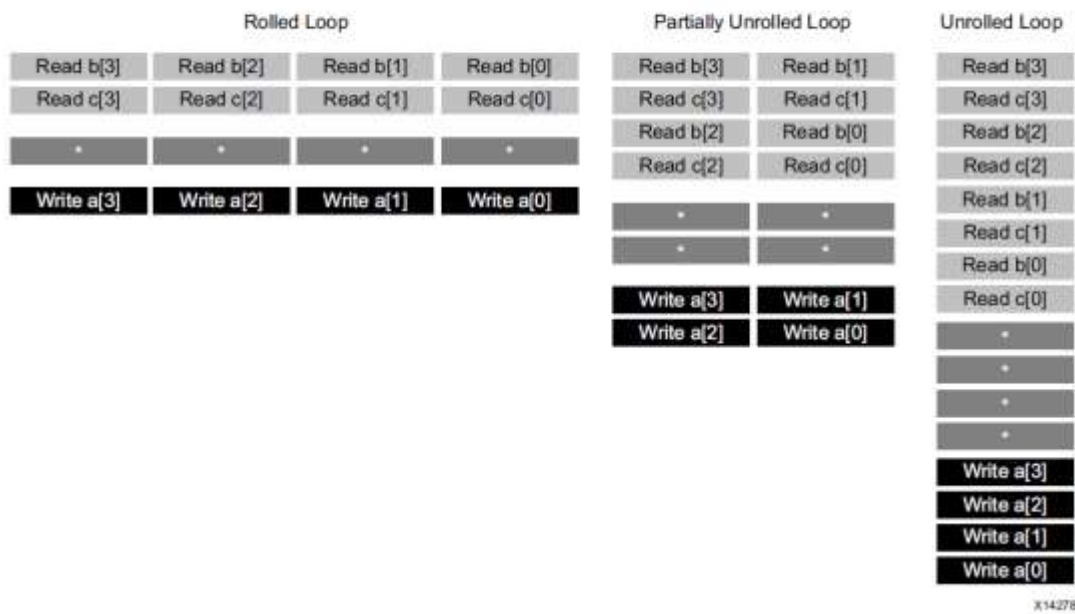 Rolled Loop
Partially Unrolled Loop
Unrolled Loop
Read b[3] Read b[2] Read b[1] Read b[0]
Read c[3] Read c[2] Read c[1] Read c[0]
* * * *
Write a[3] Write a[2] Write a[1] Write a[0]
Read b[3] Read b[1]
Read c[3] Read c[1]
Read b[2] Read b[0]
Read c[2] Read c[0]
* *
* *
Write a[3] Write a[1]
Write a[2] Write a[0]
Read b[3]
Read c[3]
Read b[2]
Read c[2]
Read b[1]
Read c[1]
Read b[0]
Read c[0]
*
*
*
*
Write a[3]
Write a[2]
Write a[1]
Write a[0]
X14278